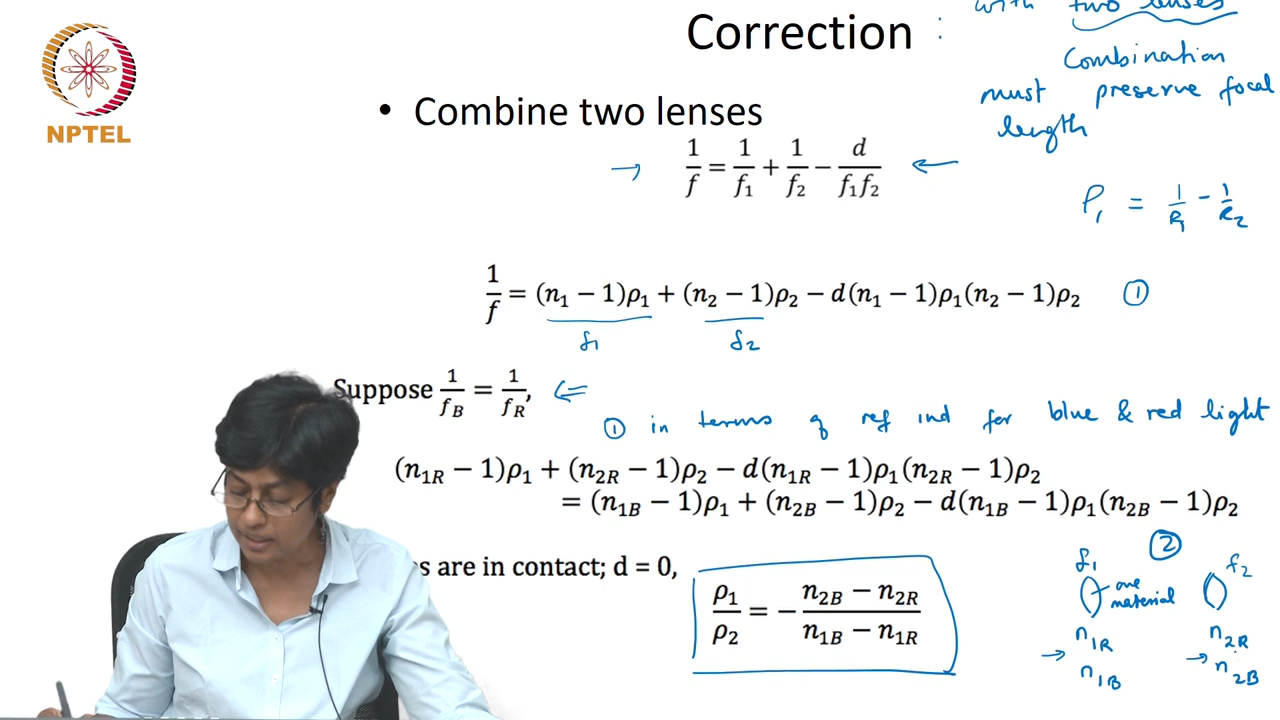 Correction :
with two lenses
Combination
must preserve focal
length
NPTEL
• Combine two lenses
→ 1/f = 1/f₁ + 1/f₂ − d/(f₁f₂) ←
ρ₁ = 1/R₁ − 1/R₂
1/f = (n₁ − 1)ρ₁ + (n₂ − 1)ρ₂ − d(n₁ − 1)ρ₁(n₂ − 1)ρ₂ ①
f₁ f₂
Suppose 1/f_B = 1/f_R, ⇐
① in terms of ref ind for blue & red light
(n₁R − 1)ρ₁ + (n₂R − 1)ρ₂ − d(n₁R − 1)ρ₁(n₂R − 1)ρ₂
= (n₁B − 1)ρ₁ + (n₂B − 1)ρ₂ − d(n₁B − 1)ρ₁(n₂B − 1)ρ₂
②
s are in contact; d = 0,
ρ₁/ρ₂ = − (n₂B − n₂R)/(n₁B − n₁R)
f₁ f₂
one
material
n₁R n₂R
→ n₁B → n₂B